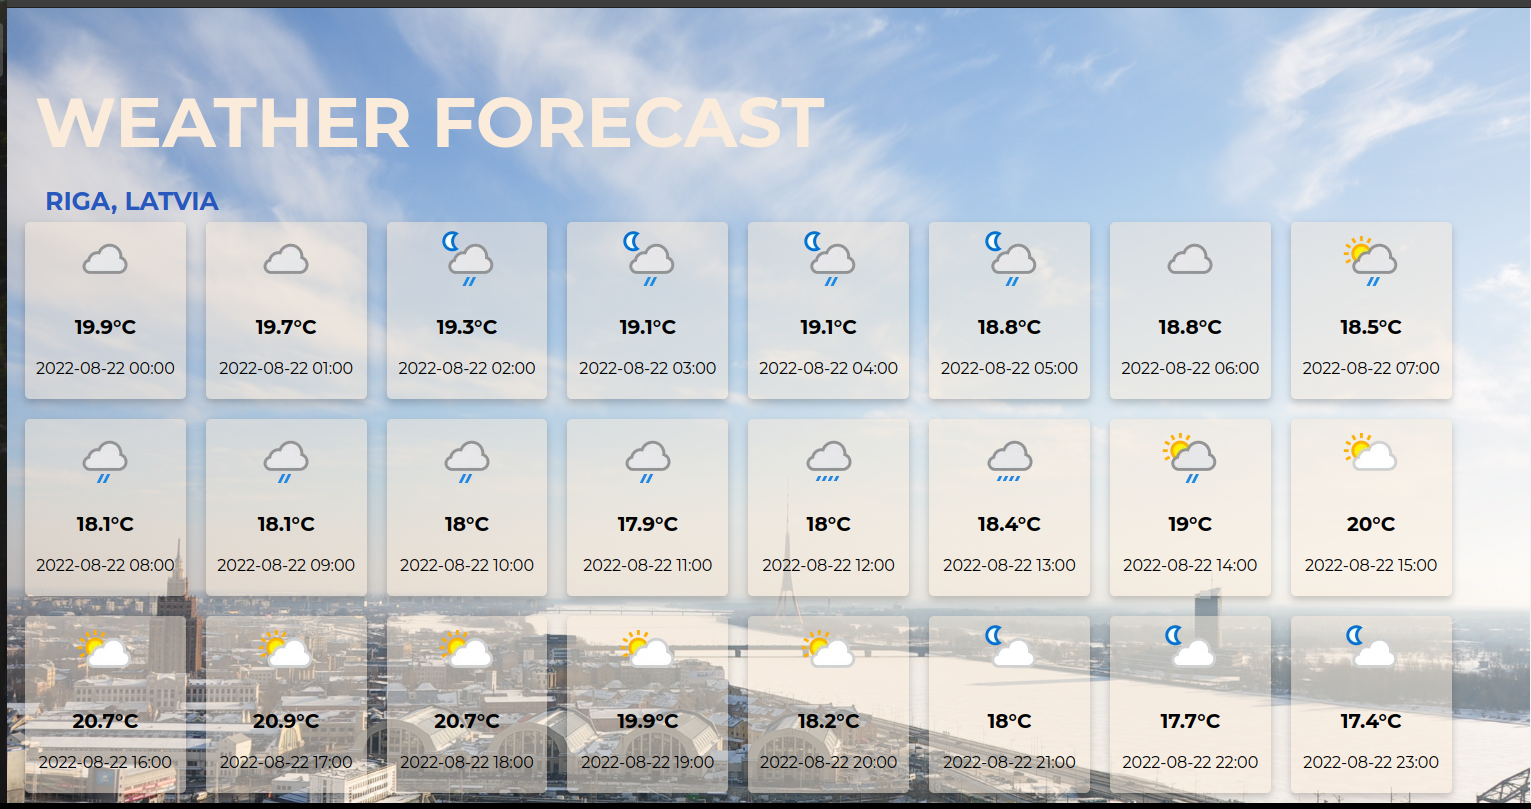 WEATHER FORECAST
RIGA, LATVIA
19.9°C 19.7°C 19.3°C 19.1°C 19.1°C 18.8°C 18.8°C 18.5°C
2022-08-22 00:00 2022-08-22 01:00 2022-08-22 02:00 2022-08-22 03:00 2022-08-22 04:00 2022-08-22 05:00 2022-08-22 06:00 2022-08-22 07:00
18.1°C 18.1°C 18°C 17.9°C 18°C 18.4°C 19°C 20°C
2022-08-22 08:00 2022-08-22 09:00 2022-08-22 10:00 2022-08-22 11:00 2022-08-22 12:00 2022-08-22 13:00 2022-08-22 14:00 2022-08-22 15:00
20.7°C 20.9°C 20.7°C 19.9°C 18.2°C 18°C 17.7°C 17.4°C
2022-08-22 16:00 2022-08-22 17:00 2022-08-22 18:00 2022-08-22 19:00 2022-08-22 20:00 2022-08-22 21:00 2022-08-22 22:00 2022-08-22 23:00